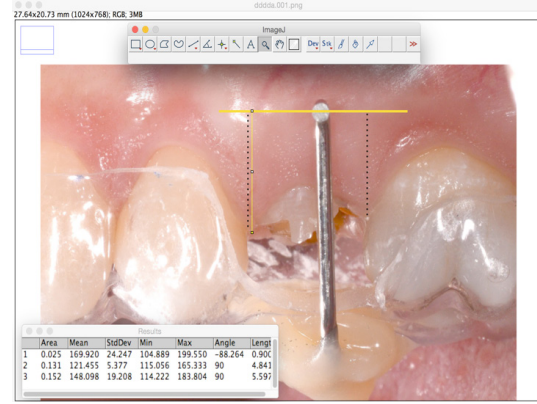 dddda.001.png
27.64x20.73 mm (1024x768); RGB; 3MB
ImageJ
A Dev Stk >>
Results
Area Mean StdDev Min Max Angle Lengt
1 0.025 169.920 24.247 104.889 199.550 −88.264 0.900
2 0.131 121.455 5.377 115.056 165.333 90 4.841
3 0.152 148.098 19.208 114.222 183.804 90 5.597